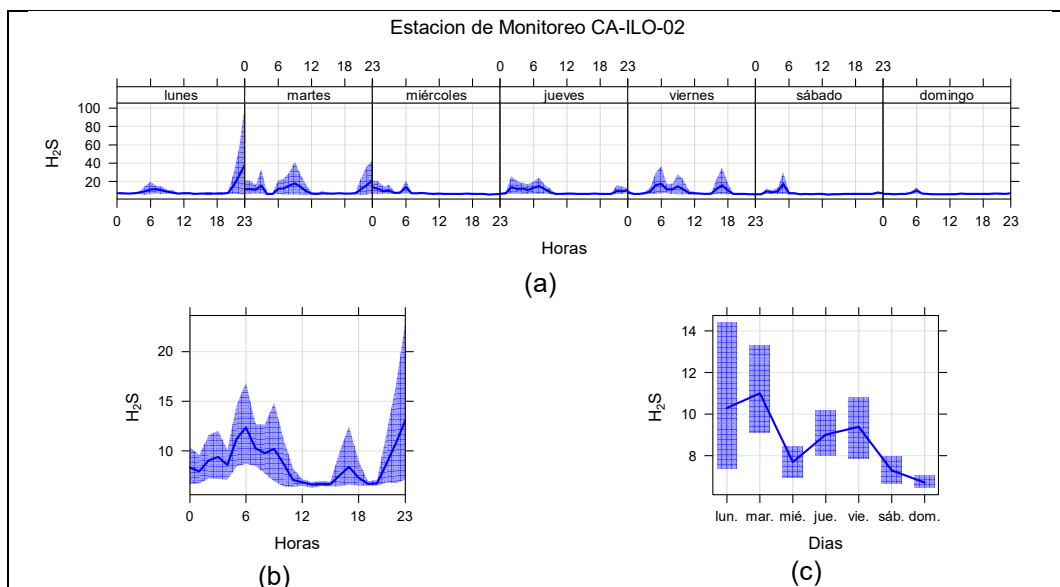 Estacion de Monitoreo CA-ILO-02
0 6 12 18 23 0 6 12 18 23 0 6 12 18 23
lunes martes miércoles jueves viernes sábado domingo
100
80
60
40
20
H₂S
0 6 12 18 23 0 6 12 18 23 0 6 12 18 23 0 6 12 18 23
Horas
(a)
20
15
10
H₂S
0 6 12 18 23
Horas
(b)
14
12
10
8
H₂S
lun. mar. mié. jue. vie. sáb. dom.
Dias
(c)